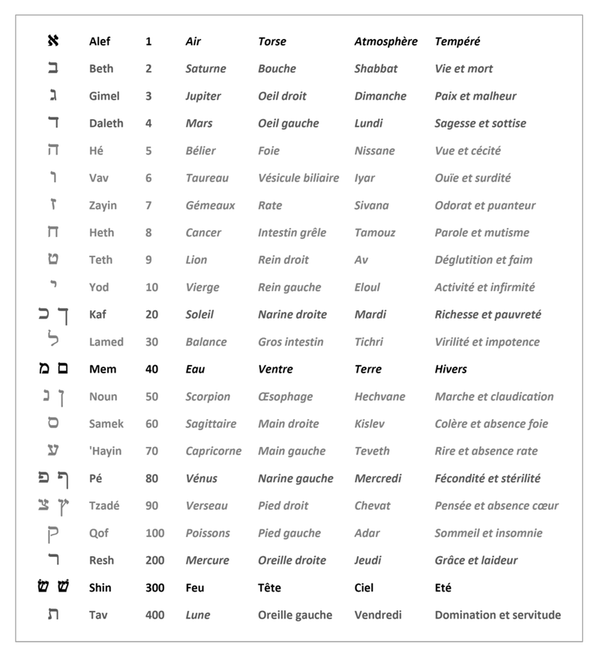 א Alef 1 Air Torse Atmosphère Tempéré
ב Beth 2 Saturne Bouche Shabbat Vie et mort
ג Gimel 3 Jupiter Oeil droit Dimanche Paix et malheur
ד Daleth 4 Mars Oeil gauche Lundi Sagesse et sottise
ה Hé 5 Bélier Foie Nissane Vue et cécité
ו Vav 6 Taureau Vésicule biliaire Iyar Ouïe et surdité
ז Zayin 7 Gémeaux Rate Sivana Odorat et puanteur
ח Heth 8 Cancer Intestin grêle Tamouz Parole et mutisme
ט Teth 9 Lion Rein droit Av Déglutition et faim
י Yod 10 Vierge Rein gauche Eloul Activité et infirmité
כ ך Kaf 20 Soleil Narine droite Mardi Richesse et pauvreté
ל Lamed 30 Balance Gros intestin Tichri Virilité et impotence
מ ם Mem 40 Eau Ventre Terre Hivers
נ ן Noun 50 Scorpion Œsophage Hechvane Marche et claudication
ס Samek 60 Sagittaire Main droite Kislev Colère et absence foie
ע 'Hayin 70 Capricorne Main gauche Teveth Rire et absence rate
פ ף Pé 80 Vénus Narine gauche Mercredi Fécondité et stérilité
צ ץ Tzadé 90 Verseau Pied droit Chevat Pensée et absence cœur
ק Qof 100 Poissons Pied gauche Adar Sommeil et insomnie
ר Resh 200 Mercure Oreille droite Jeudi Grâce et laideur
שׂ שׁ Shin 300 Feu Tête Ciel Eté
ת Tav 400 Lune Oreille gauche Vendredi Domination et servitude